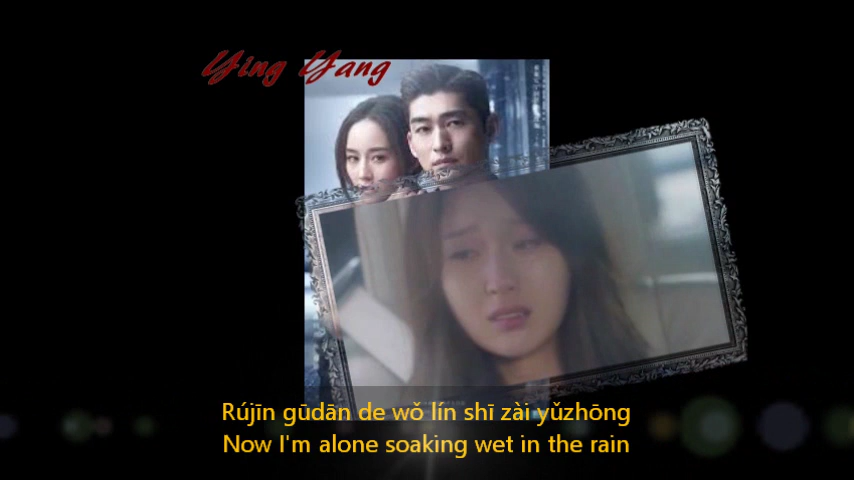 Ying Yang
Rújīn gūdān de wǒ lín shī zài yǔzhōng
Now I'm alone soaking wet in the rain